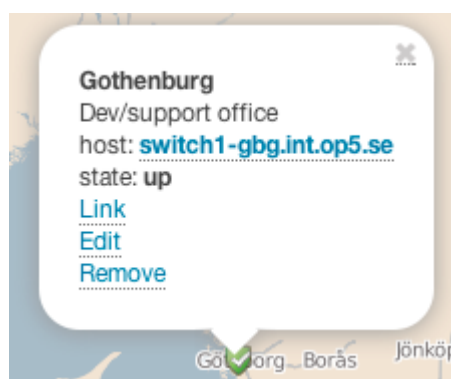 Gothenburg
Dev/support office
host: switch1-gbg.int.op5.se
state: up
Link
Edit
Remove
Borås